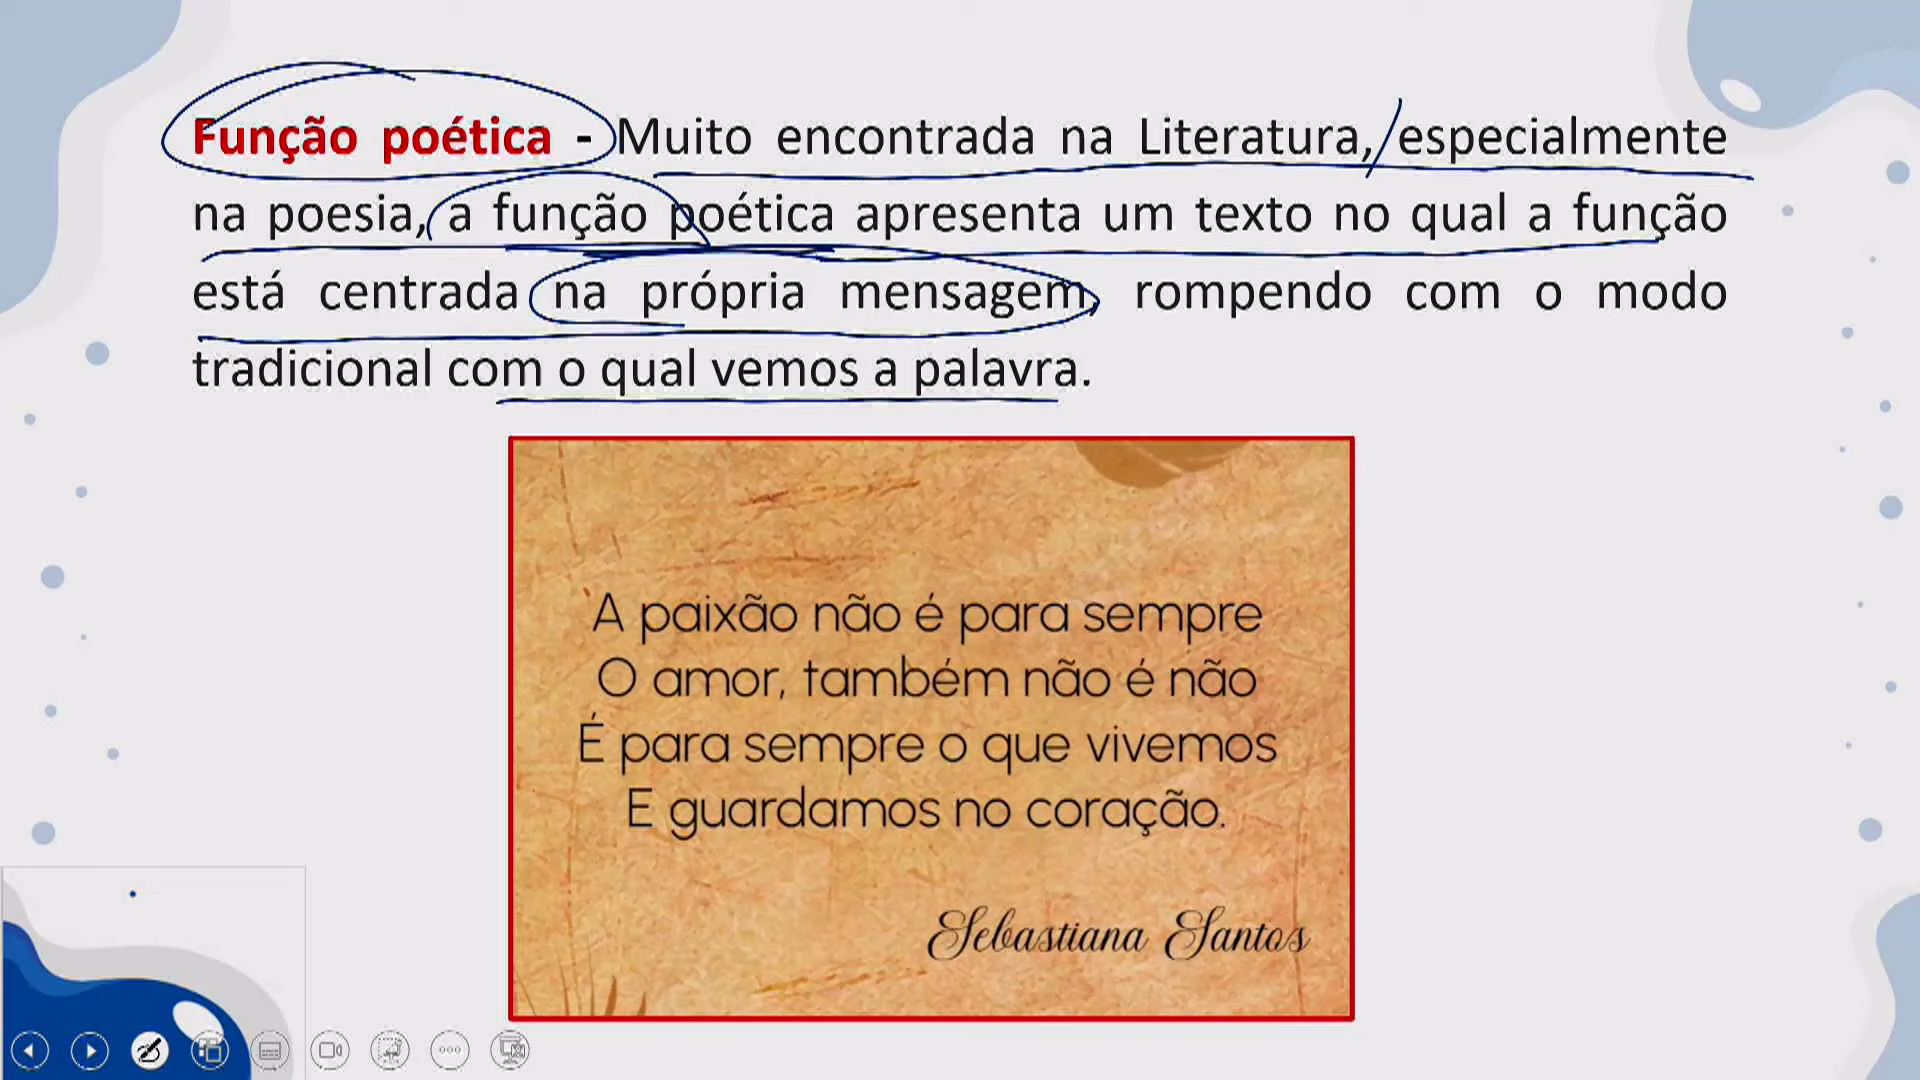 Função poética - Muito encontrada na Literatura, especialmente
na poesia, a função poética apresenta um texto no qual a função
está centrada na própria mensagem, rompendo com o modo
tradicional com o qual vemos a palavra.
A paixão não é para sempre
O amor, também não é não
É para sempre o que vivemos
E guardamos no coração.
Sebastiana Santos